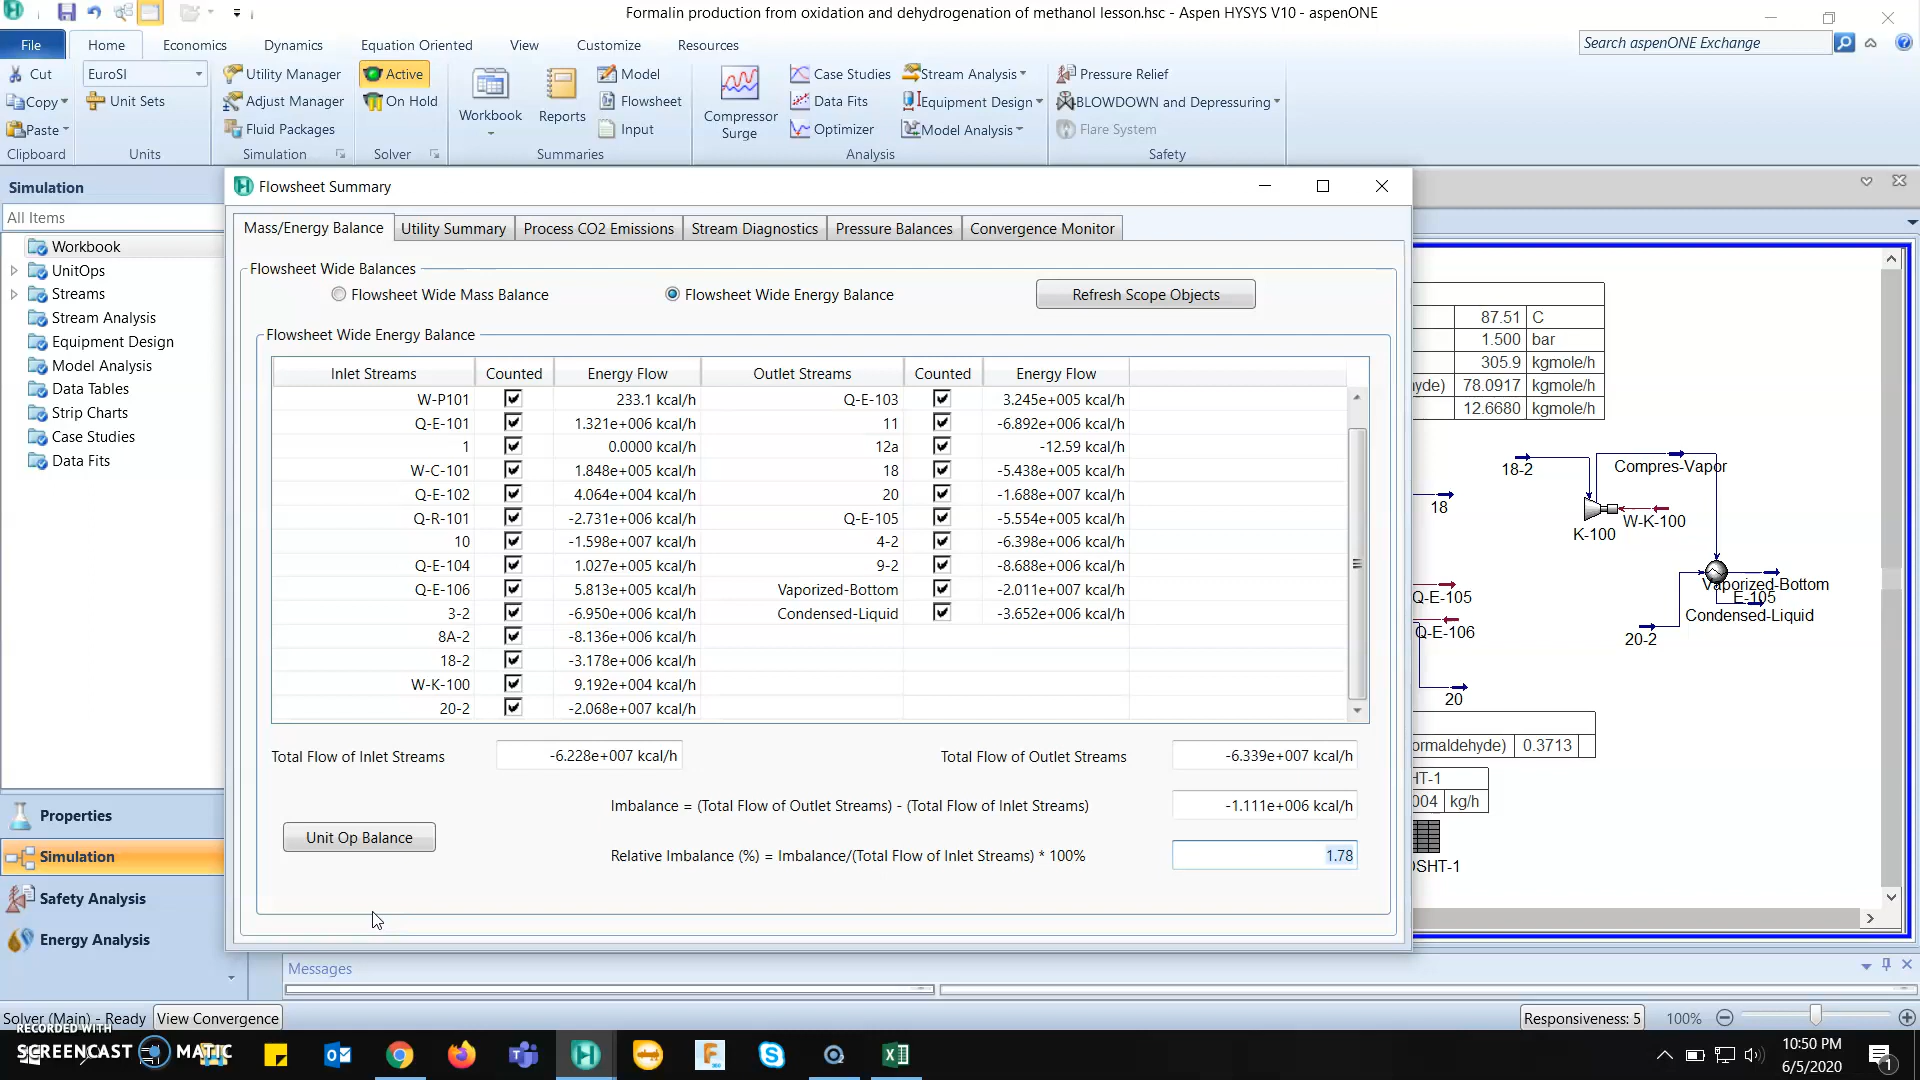 Formalin production from oxidation and dehydrogenation of methanol lesson.hsc - Aspen HYSYS V10 - aspenONE
File Home Economics Dynamics Equation Oriented View Customize Resources
Search aspenONE Exchange
Cut
Copy
Paste
Clipboard
EuroSI
Unit Sets
Units
Utility Manager
Adjust Manager
Fluid Packages
Simulation
Active
On Hold
Solver
Workbook
Reports
Model
Flowsheet
Input
Summaries
Compressor
Surge
Case Studies
Data Fits
Optimizer
Stream Analysis
Equipment Design
Model Analysis
Analysis
Pressure Relief
BLOWDOWN and Depressuring
Flare System
Safety
Simulation
All Items
Workbook
UnitOps
Streams
Stream Analysis
Equipment Design
Model Analysis
Data Tables
Strip Charts
Case Studies
Data Fits
Properties
Simulation
Safety Analysis
Energy Analysis
Flowsheet Summary
Mass/Energy Balance Utility Summary Process CO2 Emissions Stream Diagnostics Pressure Balances Convergence Monitor
Flowsheet Wide Balances
Flowsheet Wide Mass Balance Flowsheet Wide Energy Balance Refresh Scope Objects
Flowsheet Wide Energy Balance
Inlet Streams Counted Energy Flow Outlet Streams Counted Energy Flow
W-P101 233.1 kcal/h Q-E-103 3.245e+005 kcal/h
Q-E-101 1.321e+006 kcal/h 11 -6.892e+006 kcal/h
1 0.0000 kcal/h 12a -12.59 kcal/h
W-C-101 1.848e+005 kcal/h 18 -5.438e+005 kcal/h
Q-E-102 4.064e+004 kcal/h 20 -1.688e+007 kcal/h
Q-R-101 -2.731e+006 kcal/h Q-E-105 -5.554e+005 kcal/h
10 -1.598e+007 kcal/h 4-2 -6.398e+006 kcal/h
Q-E-104 1.027e+005 kcal/h 9-2 -8.688e+006 kcal/h
Q-E-106 5.813e+005 kcal/h Vaporized-Bottom -2.011e+007 kcal/h
3-2 -6.950e+006 kcal/h Condensed-Liquid -3.652e+006 kcal/h
8A-2 -8.136e+006 kcal/h
18-2 -3.178e+006 kcal/h
W-K-100 9.192e+004 kcal/h
20-2 -2.068e+007 kcal/h
Total Flow of Inlet Streams -6.228e+007 kcal/h Total Flow of Outlet Streams -6.339e+007 kcal/h
Imbalance = (Total Flow of Outlet Streams) - (Total Flow of Inlet Streams) -1.111e+006 kcal/h
Unit Op Balance
Relative Imbalance (%) = Imbalance/(Total Flow of Inlet Streams) * 100% 1.78
87.51 C
1.500 bar
305.9 kgmole/h
yde) 78.0917 kgmole/h
12.6680 kgmole/h
18-2
Compres-Vapor
18
W-K-100
K-100
Vaporized-Bottom
Q-E-105
E-105
Condensed-Liquid
Q-E-106
20-2
20
ormaldehyde) 0.3713
HT-1
004 kg/h
SHT-1
Messages
Solver (Main) - Ready View Convergence
Responsiveness: 5 100%
RECORDED WITH
SCREENCAST MATIC
10:50 PM
6/5/2020
1